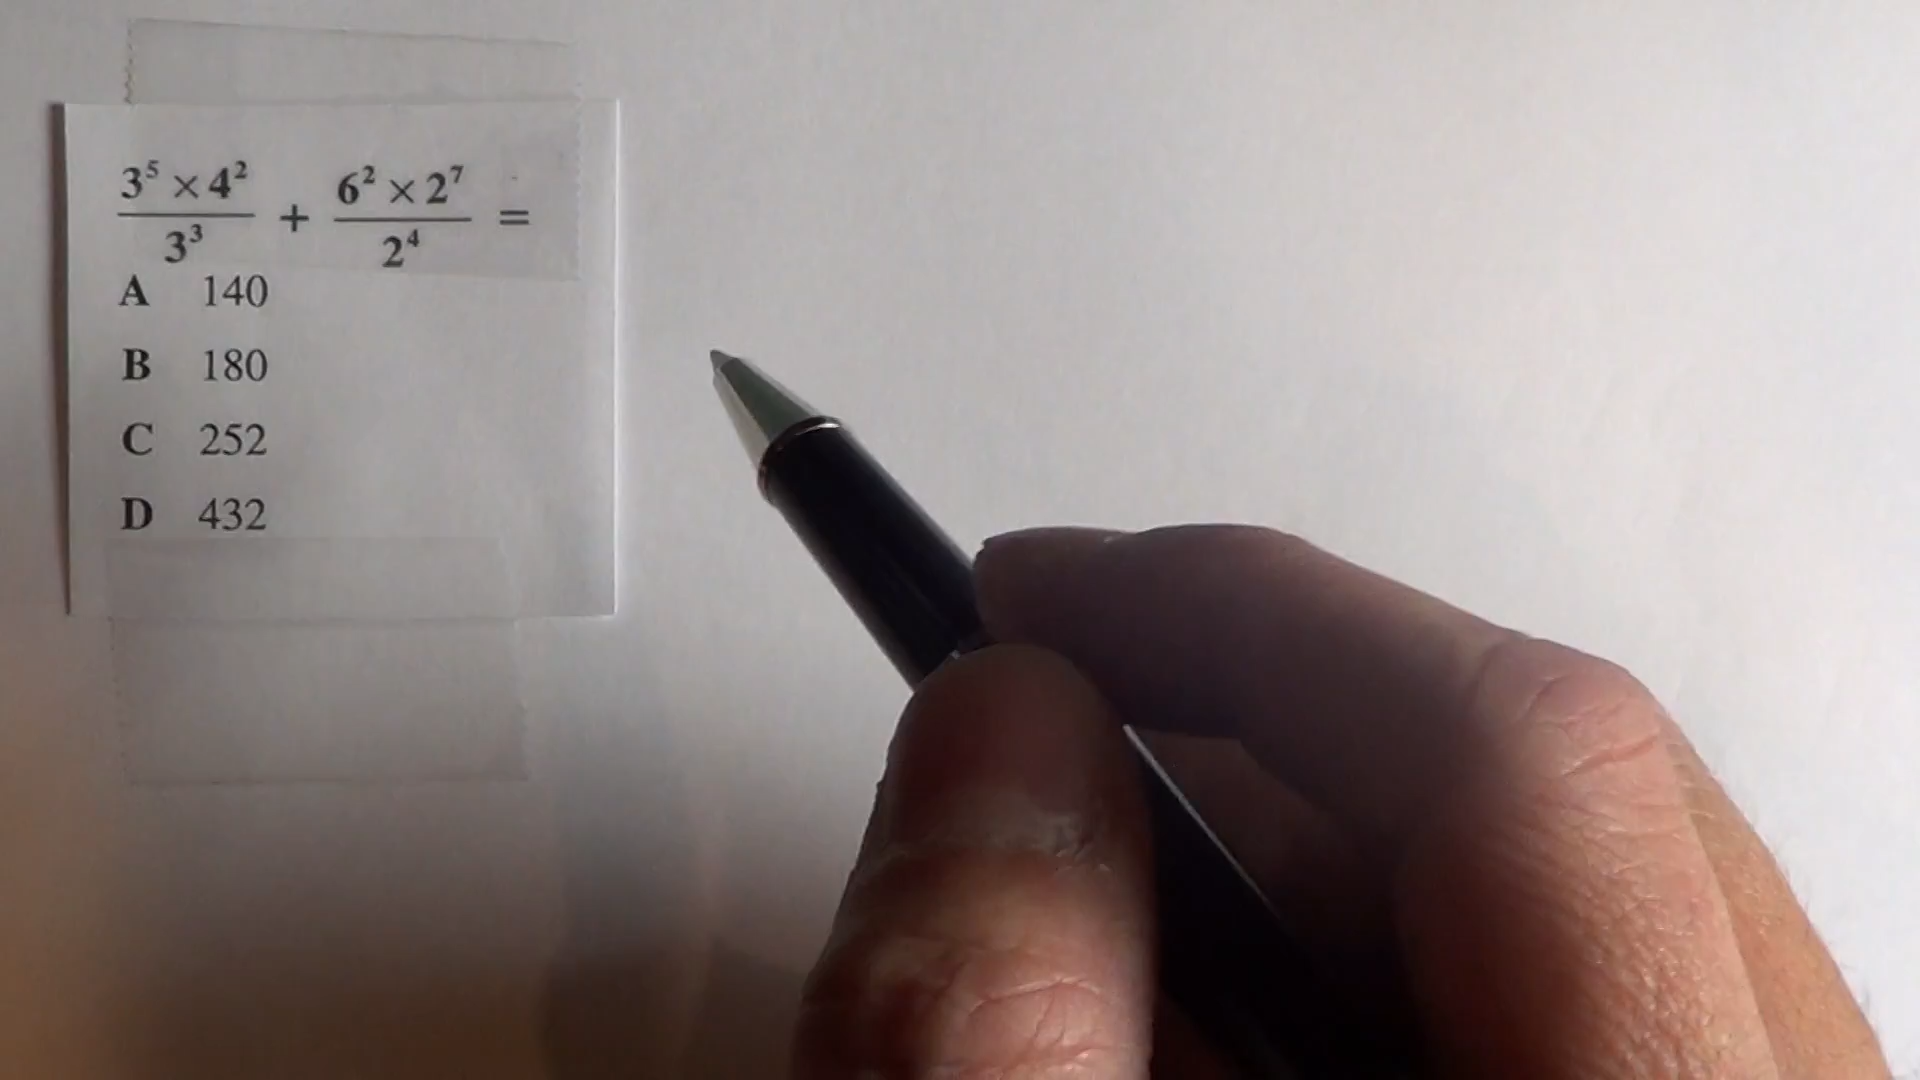 3⁵ × 4² / 3³ + 6² × 2⁷ / 2⁴ =
A 140
B 180
C 252
D 432